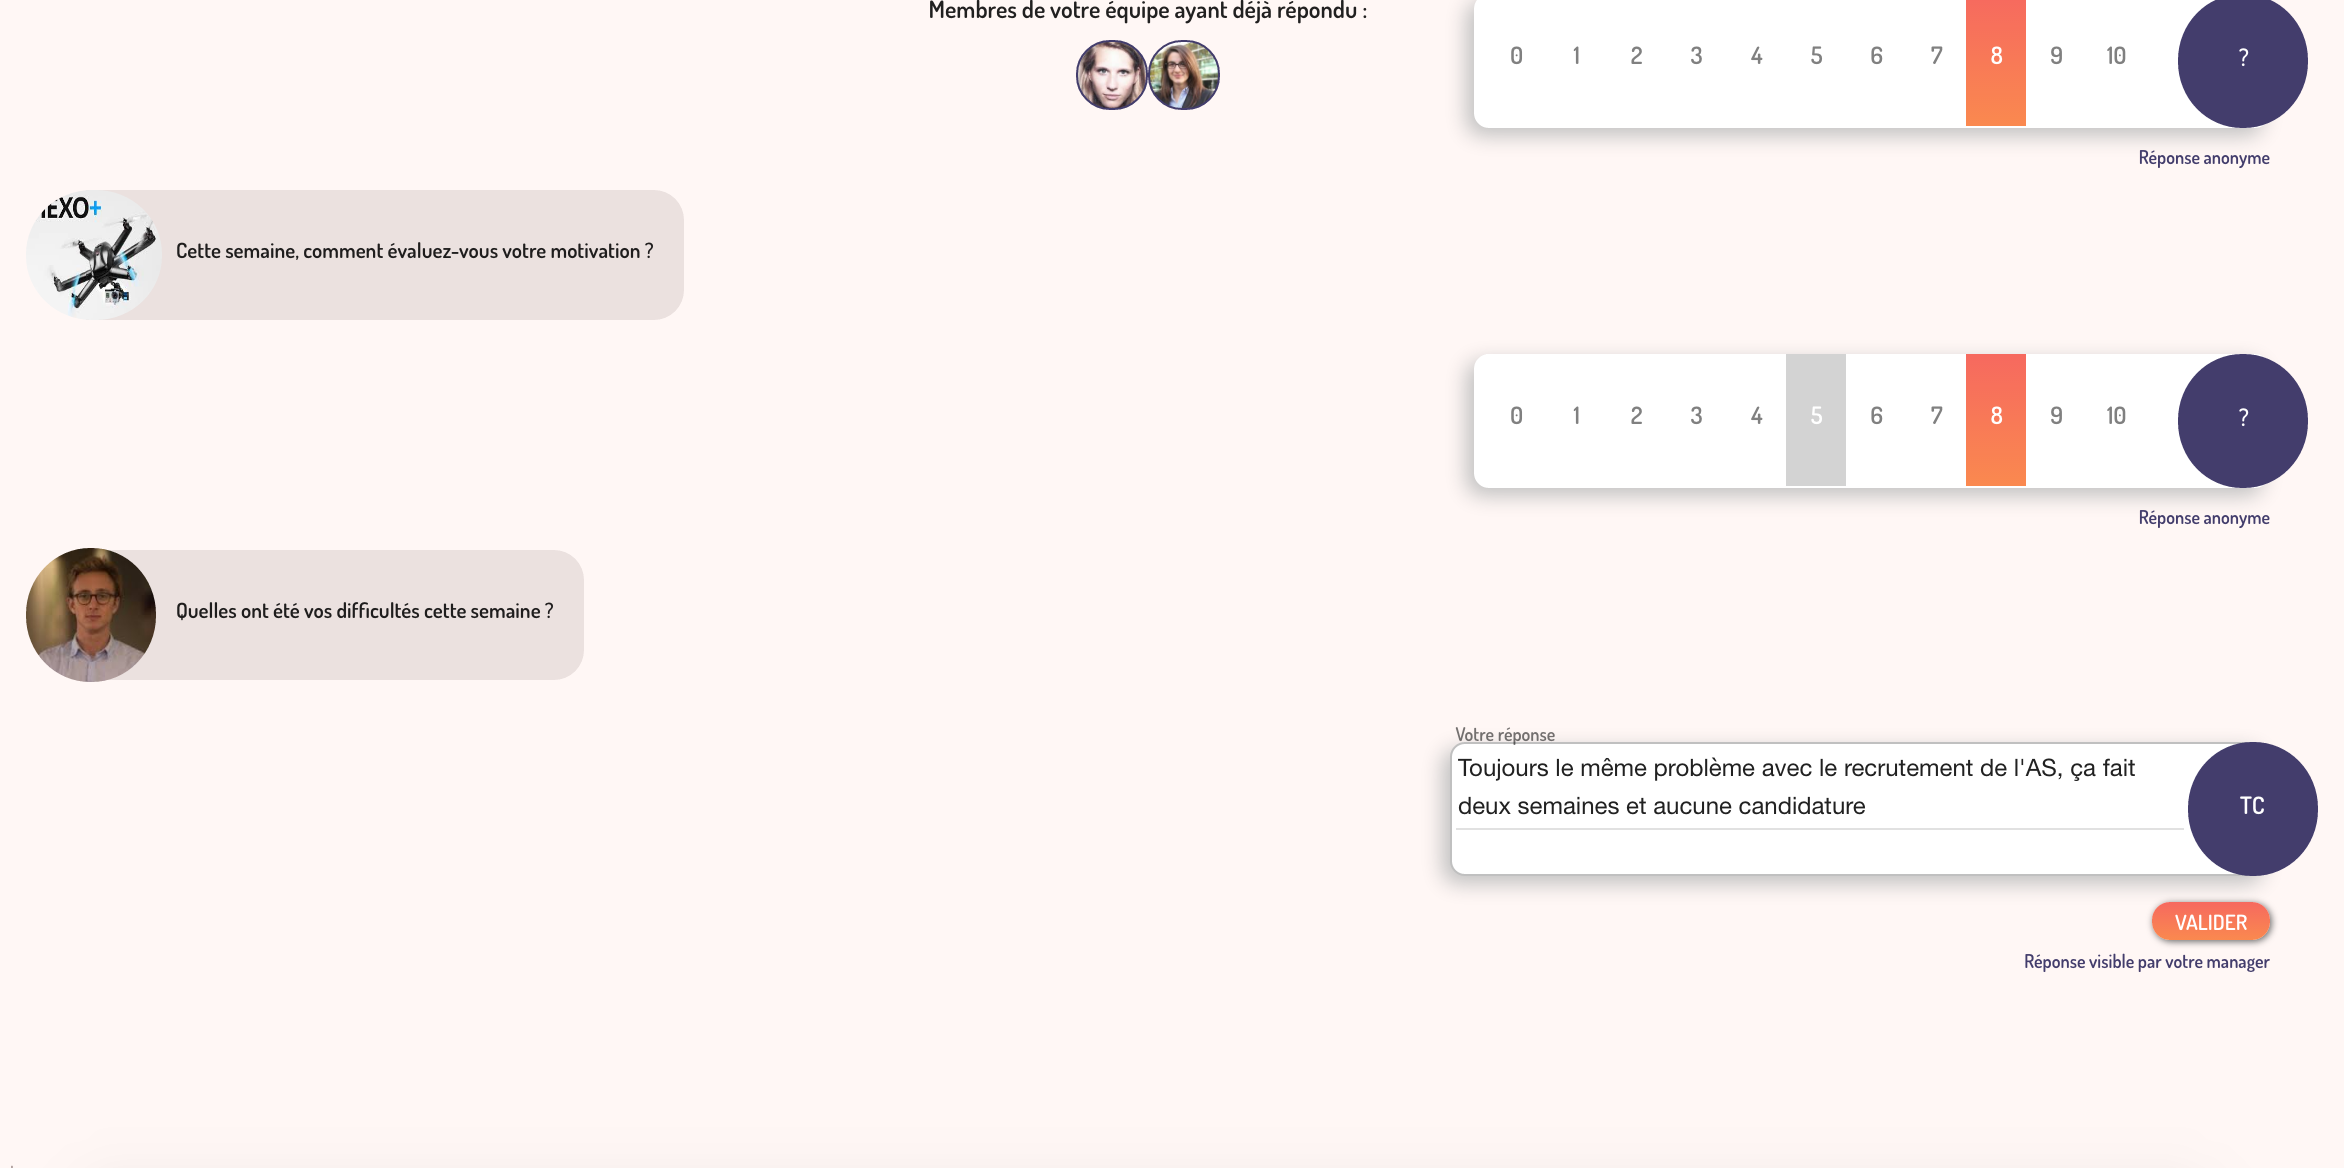 Membres de votre équipe ayant déjà répondu :
0 1 2 3 4 5 6 7 8 9 10 ?
Réponse anonyme
EXO+
Cette semaine, comment évaluez-vous votre motivation ?
0 1 2 3 4 5 6 7 8 9 10 ?
Réponse anonyme
Quelles ont été vos difficultés cette semaine ?
Votre réponse
Toujours le même problème avec le recrutement de l'AS, ça fait
deux semaines et aucune candidature
TC
VALIDER
Réponse visible par votre manager